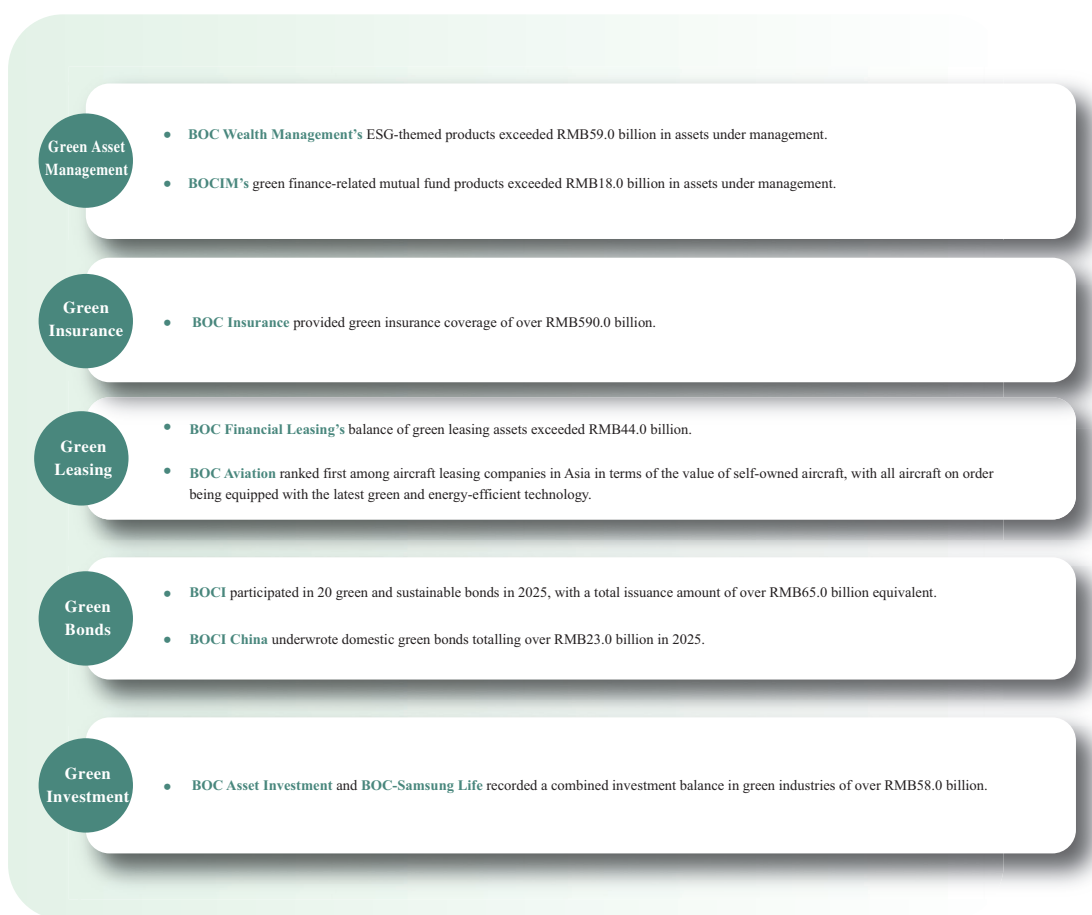 Green Asset
Management
● BOC Wealth Management’s ESG-themed products exceeded RMB59.0 billion in assets under management.
● BOCIM’s green finance-related mutual fund products exceeded RMB18.0 billion in assets under management.
Green
Insurance
● BOC Insurance provided green insurance coverage of over RMB590.0 billion.
Green
Leasing
● BOC Financial Leasing’s balance of green leasing assets exceeded RMB44.0 billion.
● BOC Aviation ranked first among aircraft leasing companies in Asia in terms of the value of self-owned aircraft, with all aircraft on order
being equipped with the latest green and energy-efficient technology.
Green
Bonds
● BOCI participated in 20 green and sustainable bonds in 2025, with a total issuance amount of over RMB65.0 billion equivalent.
● BOCI China underwrote domestic green bonds totalling over RMB23.0 billion in 2025.
Green
Investment
● BOC Asset Investment and BOC-Samsung Life recorded a combined investment balance in green industries of over RMB58.0 billion.